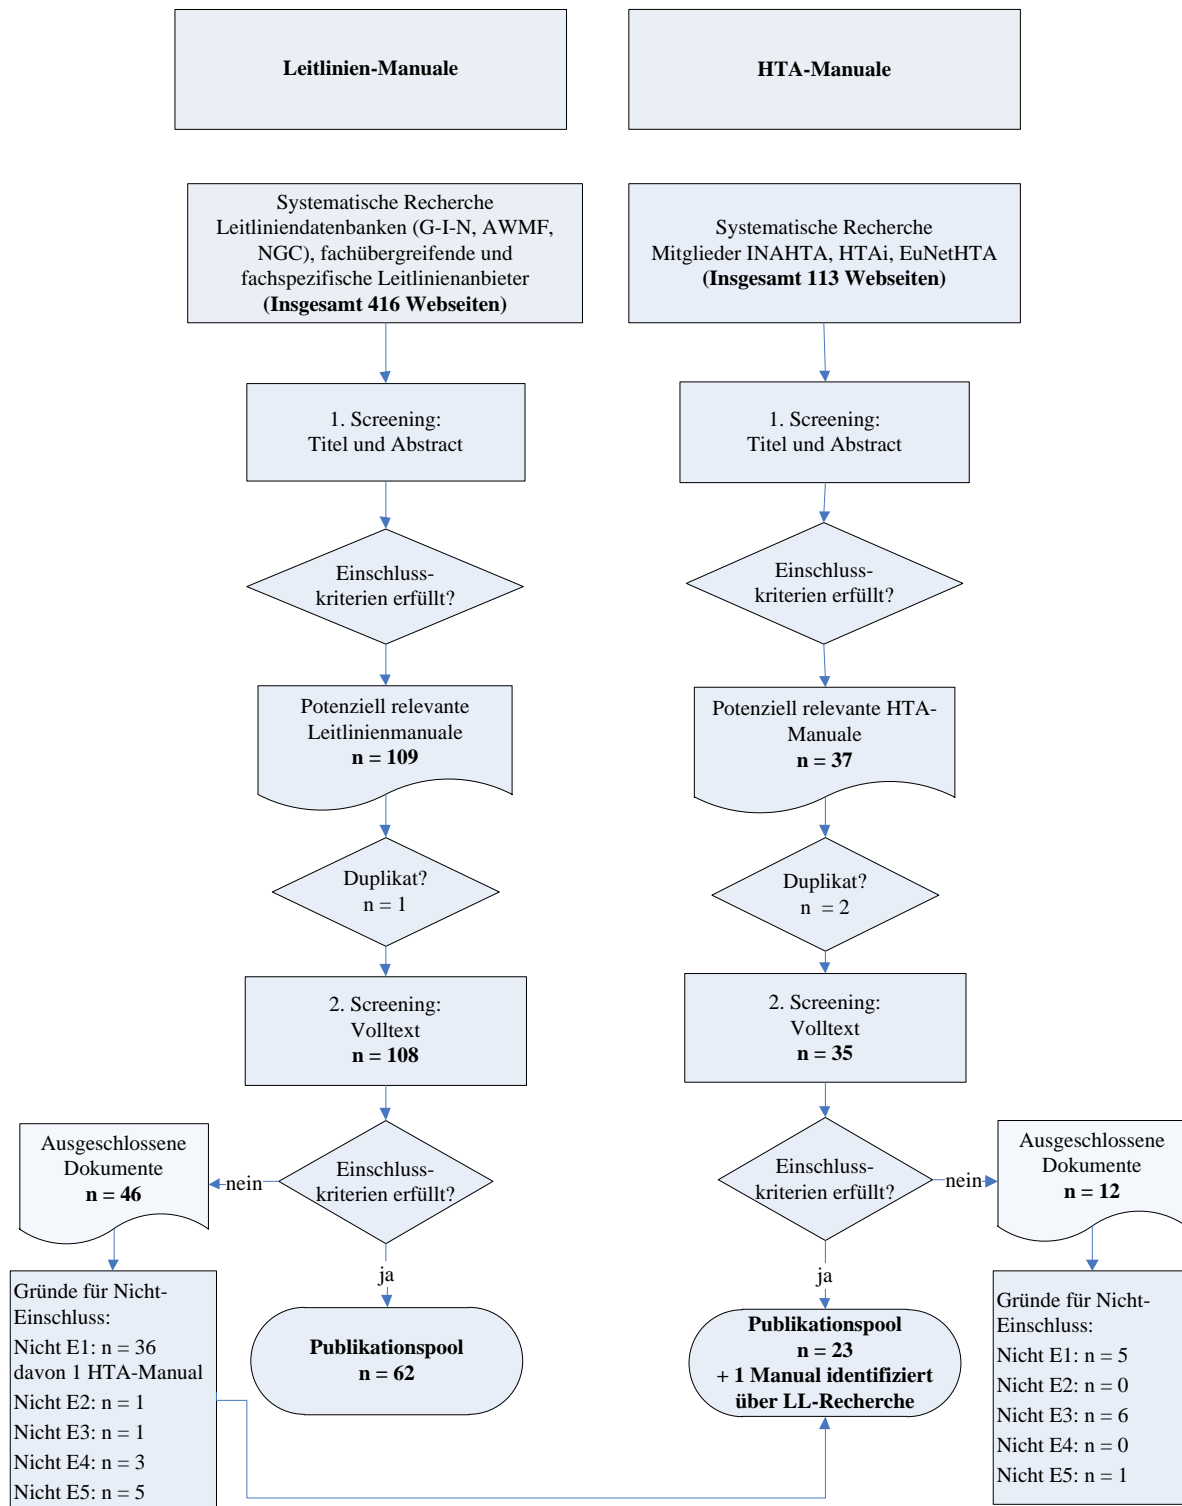 Leitlinien-Manuale
HTA-Manuale
Systematische Recherche
Leitliniendatenbanken (G-I-N, AWMF,
NGC), fachübergreifende und
fachspezifische Leitlinienanbieter
(Insgesamt 416 Webseiten)
Systematische Recherche
Mitglieder INAHTA, HTAi, EuNetHTA
(Insgesamt 113 Webseiten)
1. Screening:
Titel und Abstract
1. Screening:
Titel und Abstract
Einschluss-
kriterien erfüllt?
Einschluss-
kriterien erfüllt?
Potenziell relevante
Leitlinienmanuale
n = 109
Potenziell relevante HTA-
Manuale
n = 37
Duplikat?
n = 1
Duplikat?
n = 2
2. Screening:
Volltext
n = 108
2. Screening:
Volltext
n = 35
Ausgeschlossene
Dokumente
n = 46
nein
Einschluss-
kriterien erfüllt?
Einschluss-
kriterien erfüllt?
nein
Ausgeschlossene
Dokumente
n = 12
ja
ja
Gründe für Nicht-
Einschluss:
Nicht E1: n = 36
davon 1 HTA-Manual
Nicht E2: n = 1
Nicht E3: n = 1
Nicht E4: n = 3
Nicht E5: n = 5
Publikationspool
n = 62
Publikationspool
n = 23
+ 1 Manual identifiziert
über LL-Recherche
Gründe für Nicht-
Einschluss:
Nicht E1: n = 5
Nicht E2: n = 0
Nicht E3: n = 6
Nicht E4: n = 0
Nicht E5: n = 1